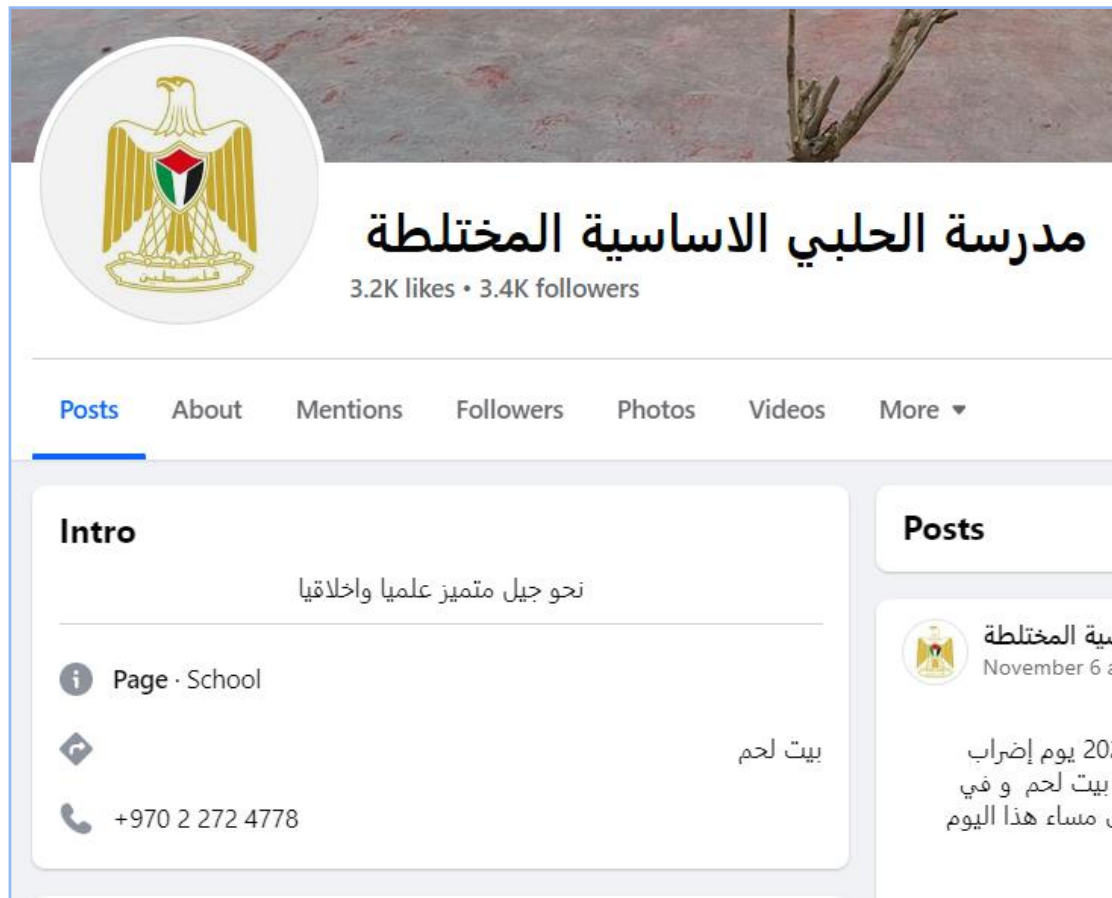 فلسطين
مدرسة الحلبي الاساسية المختلطة
3.2K likes • 3.4K followers
Posts About Mentions Followers Photos Videos More
Intro
نحو جيل متميز علميا واخلاقيا
Page · School
بيت لحم
+970 2 272 4778
Posts
المختلطة
November 6
يوم إضراب
بيت لحم و في
مساء هذا اليوم